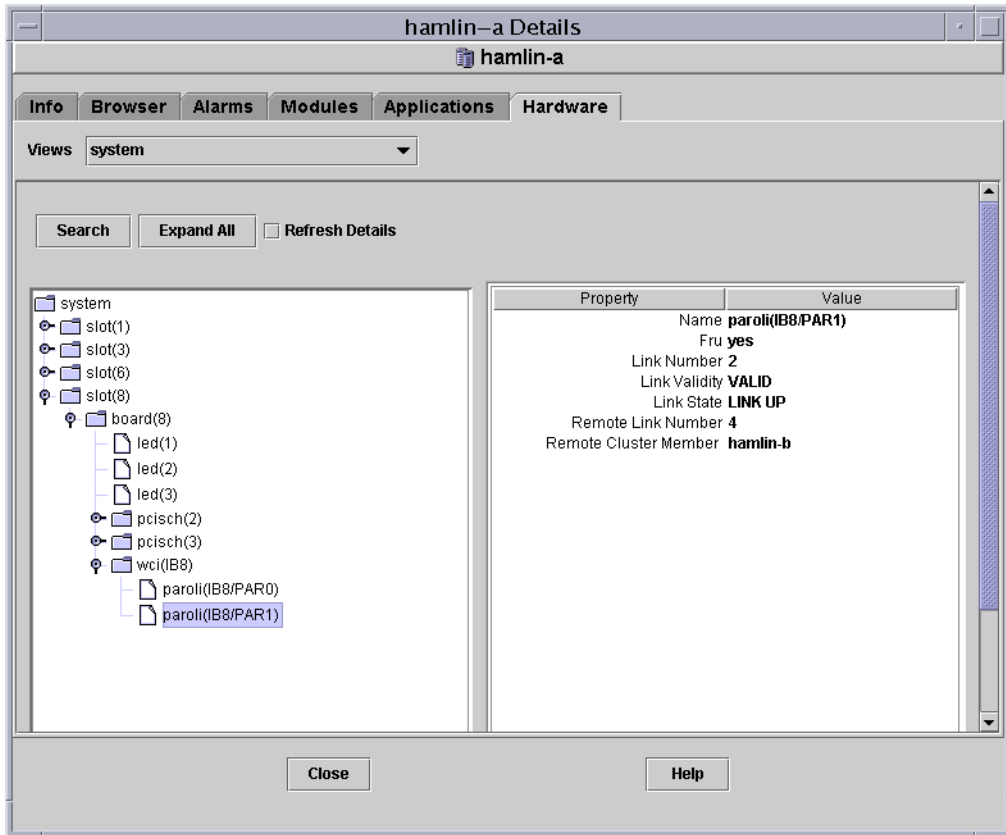 hamlin–a Details
hamlin-a
Info Browser Alarms Modules Applications Hardware
Views system
Search Expand All Refresh Details
system
slot(1)
slot(3)
slot(6)
slot(8)
board(8)
led(1)
led(2)
led(3)
pcisch(2)
pcisch(3)
wci(IB8)
paroli(IB8/PAR0)
paroli(IB8/PAR1)
Property Value
Name paroli(IB8/PAR1)
Fru yes
Link Number 2
Link Validity VALID
Link State LINK UP
Remote Link Number 4
Remote Cluster Member hamlin-b
Close Help